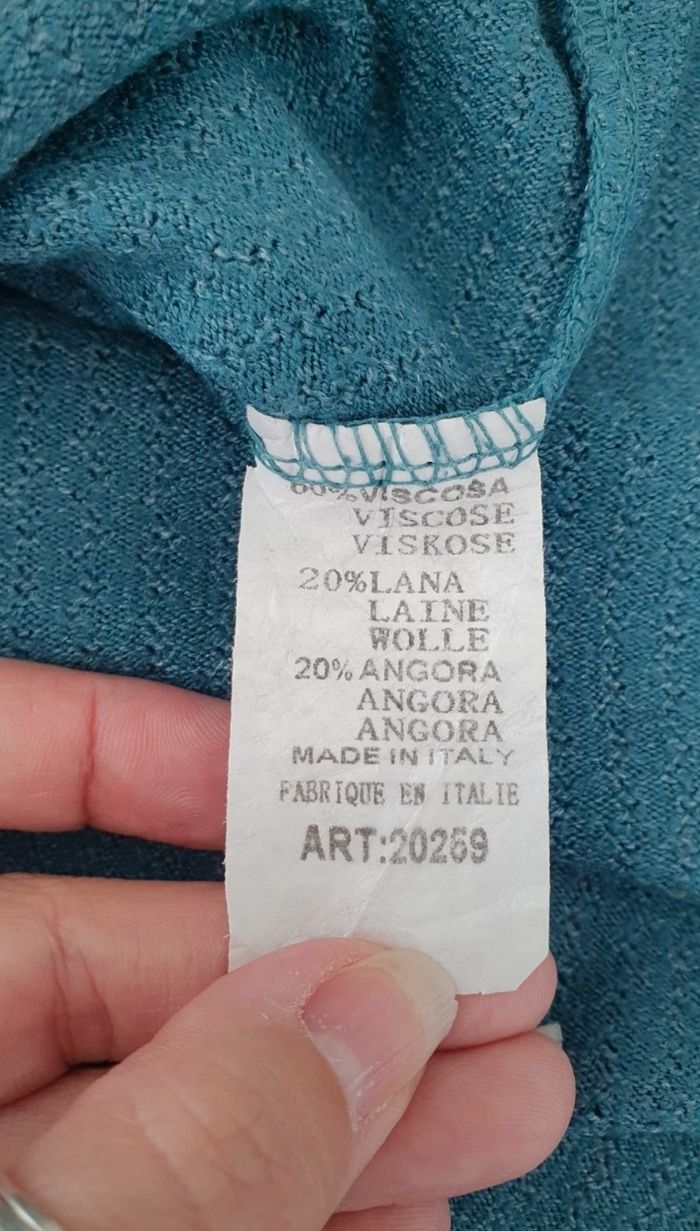 60%VISCOSA
VISCOSE
VISKOSE
20%LANA
LAINE
WOLLE
20%ANGORA
ANGORA
ANGORA
MADE IN ITALY
FABRIQUE EN ITALIE
ART:20269